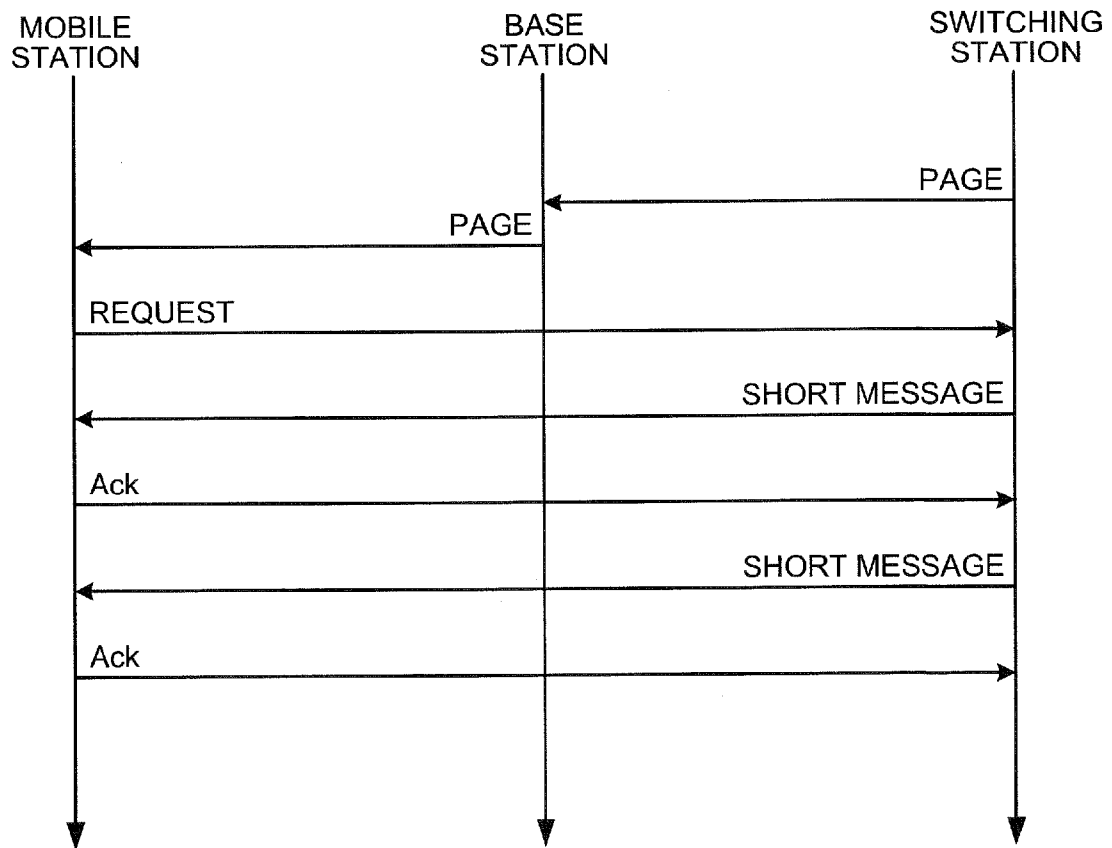 MOBILE
STATION
BASE
STATION
SWITCHING
STATION
PAGE
PAGE
REQUEST
SHORT MESSAGE
Ack
SHORT MESSAGE
Ack